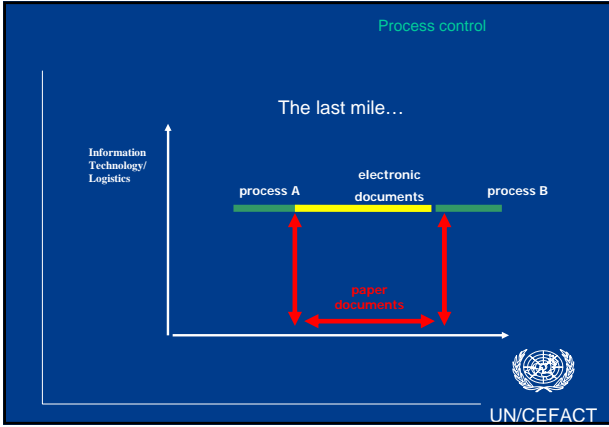 Process control
The last mile…
Information
Technology/
Logistics
electronic
documents
process A
process B
paper
documents
UN/CEFACT